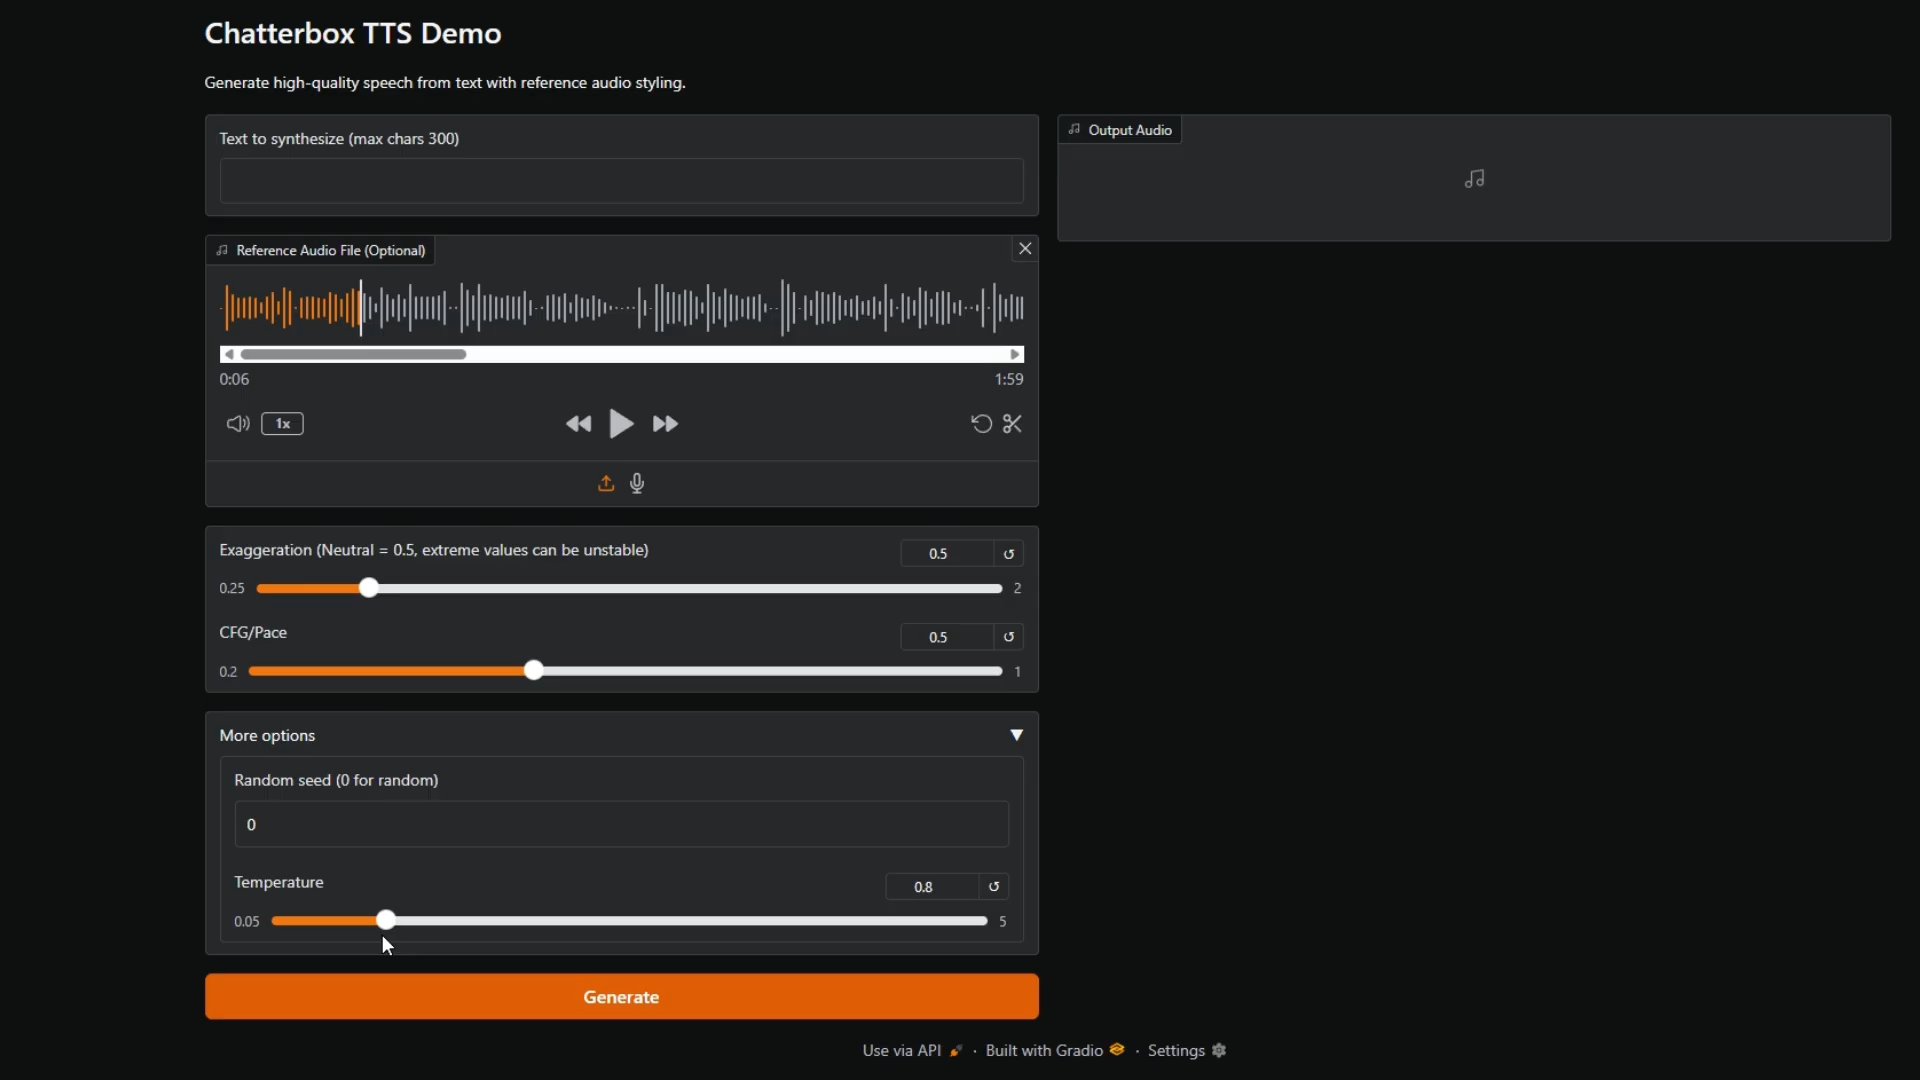 Chatterbox TTS Demo
Generate high-quality speech from text with reference audio styling.
Text to synthesize (max chars 300)
Output Audio
Reference Audio File (Optional)
0:06
1:59
1x
Exaggeration (Neutral = 0.5, extreme values can be unstable)
0.5
0.25
2
CFG/Pace
0.5
0.2
1
More options
Random seed (0 for random)
0
Temperature
0.8
0.05
5
Generate
Use via API · Built with Gradio · Settings